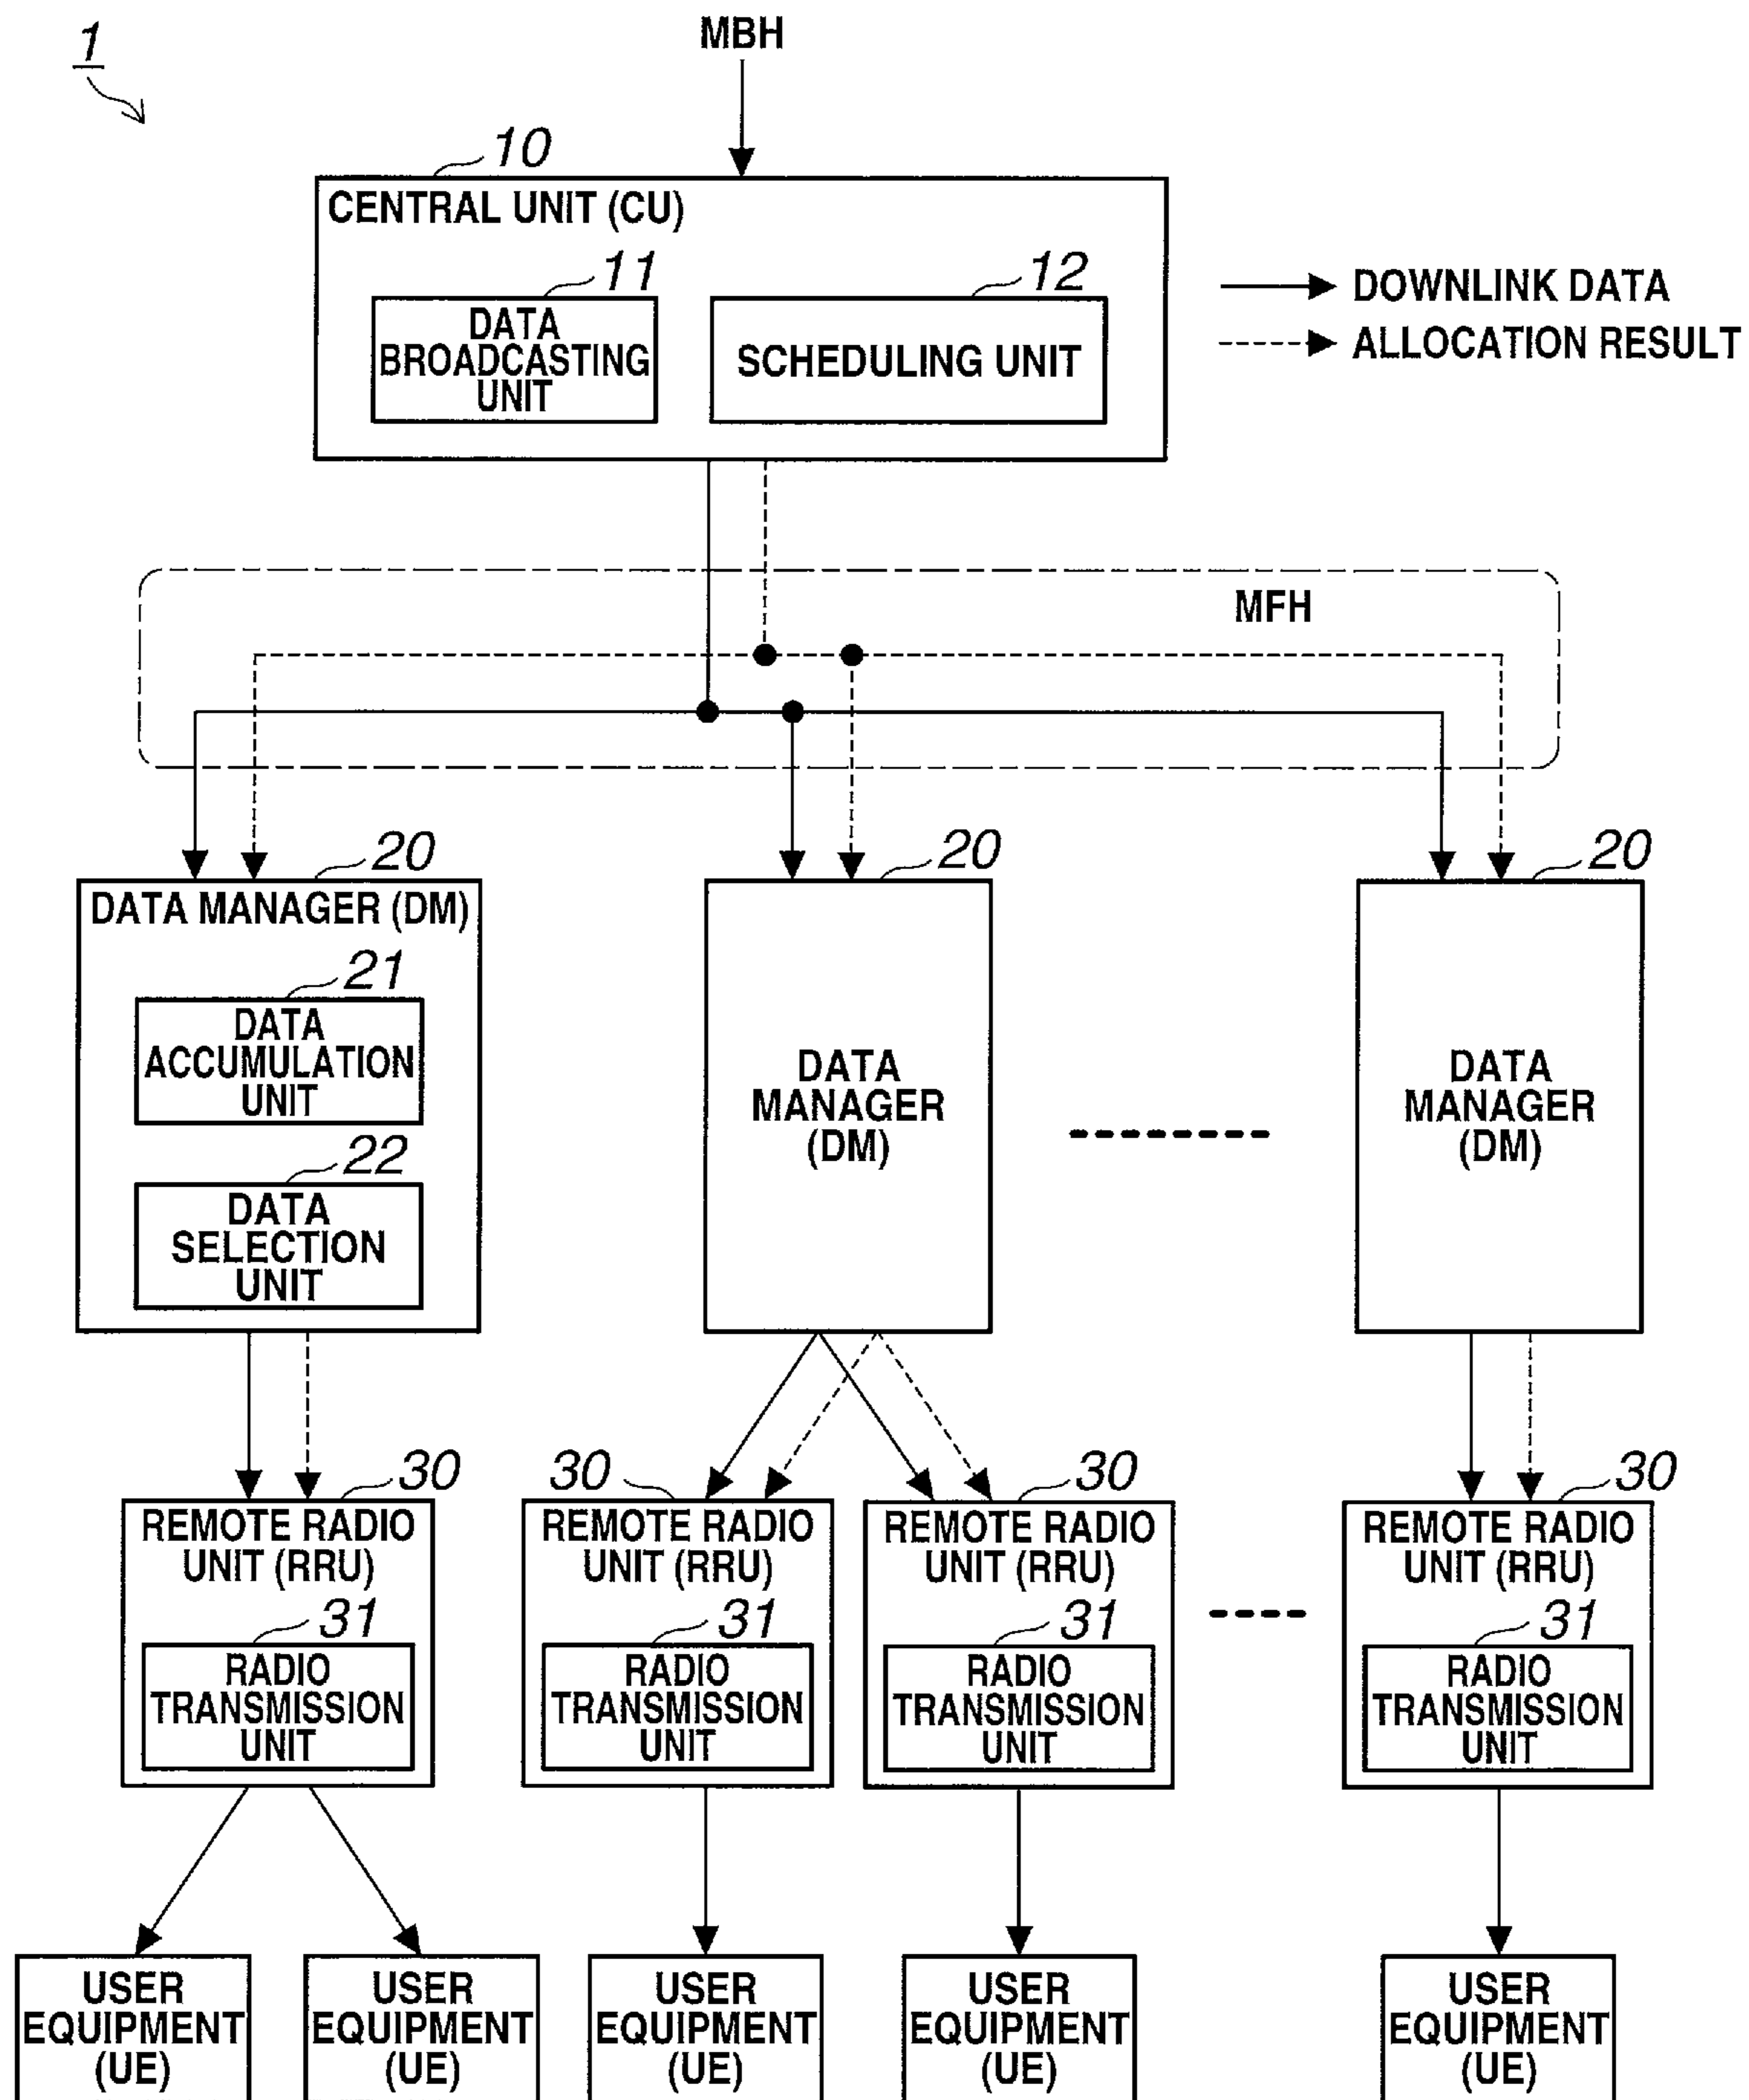 1
MBH
10
CENTRAL UNIT (CU)
11
DATA
BROADCASTING
UNIT
12
SCHEDULING UNIT
DOWNLINK DATA
ALLOCATION RESULT
MFH
20
DATA MANAGER (DM)
21
DATA
ACCUMULATION
UNIT
22
DATA
SELECTION
UNIT
20
DATA
MANAGER
(DM)
20
DATA
MANAGER
(DM)
30
REMOTE RADIO
UNIT (RRU)
31
RADIO
TRANSMISSION
UNIT
30
REMOTE RADIO
UNIT (RRU)
31
RADIO
TRANSMISSION
UNIT
30
REMOTE RADIO
UNIT (RRU)
31
RADIO
TRANSMISSION
UNIT
30
REMOTE RADIO
UNIT (RRU)
31
RADIO
TRANSMISSION
UNIT
USER
EQUIPMENT
(UE)
USER
EQUIPMENT
(UE)
USER
EQUIPMENT
(UE)
USER
EQUIPMENT
(UE)
USER
EQUIPMENT
(UE)